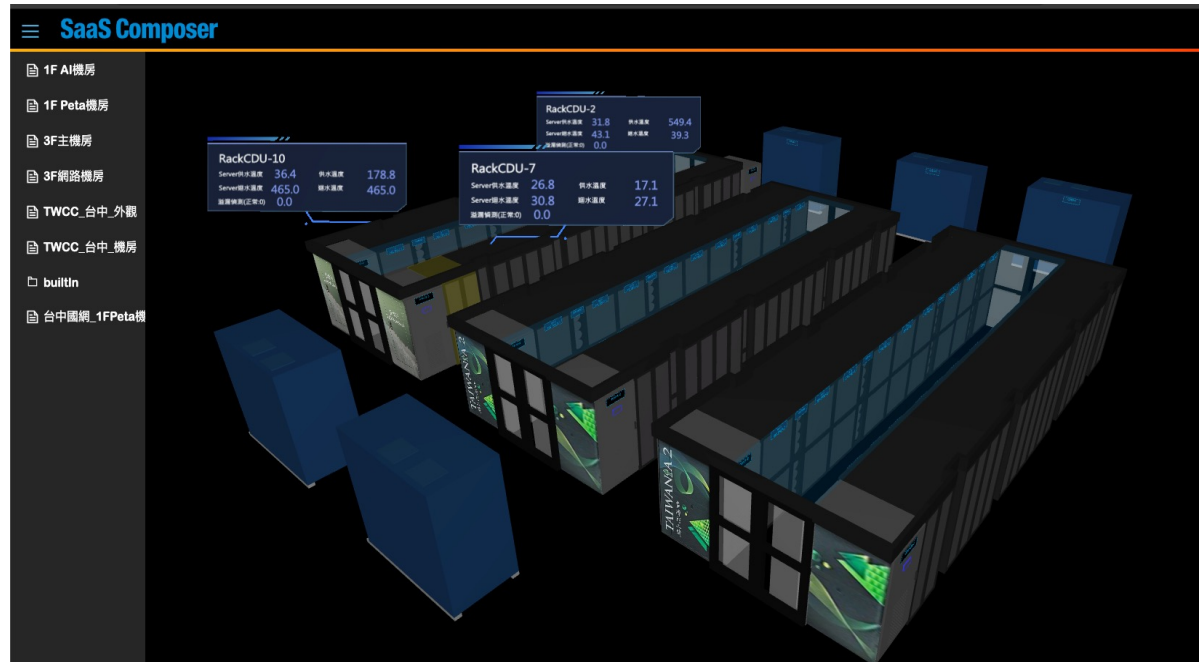 SaaS Composer
1F AI機房
1F Peta機房
3F主機房
3F網路機房
TWCC_台中_外觀
TWCC_台中_機房
builtIn
台中國網_1FPeta機
RackCDU-10
Server供水溫度 36.4 供水溫度 178.8
Server回水溫度 465.0 回水溫度 465.0
溢漏偵測(正常:0) 0.0
RackCDU-2
Server供水溫度 31.8 供水溫度 549.4
Server回水溫度 43.1 回水溫度 39.3
溢漏偵測(正常:0) 0.0
RackCDU-7
Server供水溫度 26.8 供水溫度 17.1
Server回水溫度 30.8 回水溫度 27.1
溢漏偵測(正常:0) 0.0
TAIWANIA 2
TAIWANIA 2